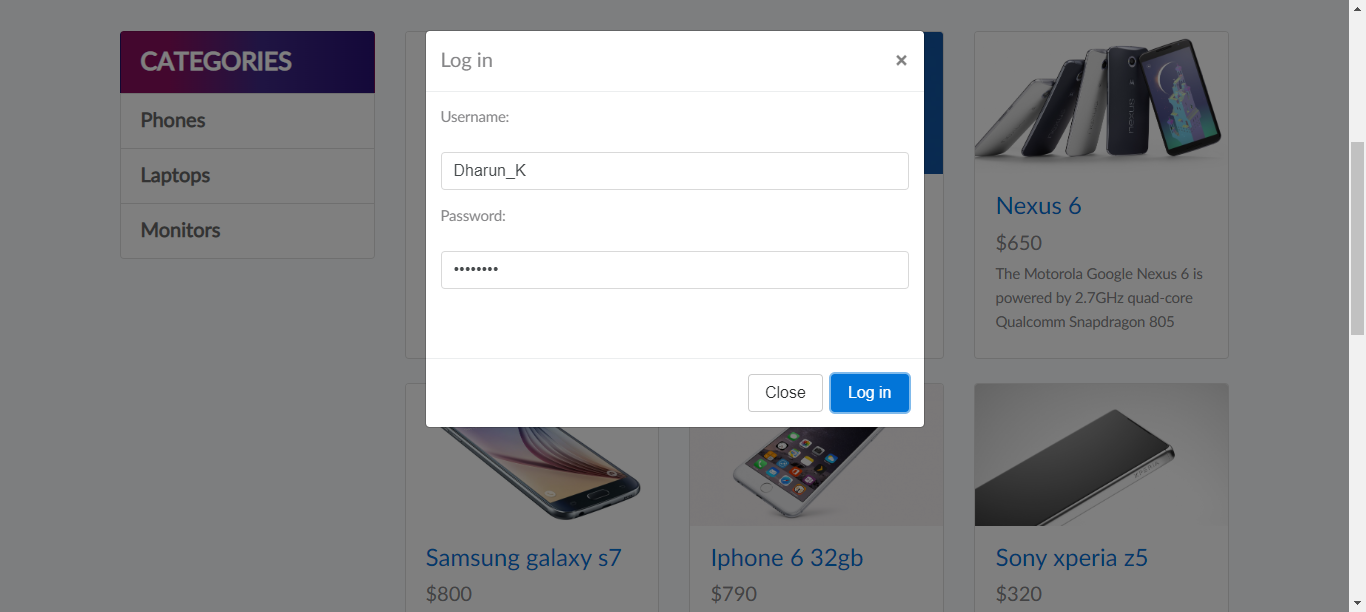 CATEGORIES
Phones
Laptops
Monitors
Log in
×
Username:
Dharun_K
Password:
••••••••
Close
Log in
nexus
Nexus 6
$650
The Motorola Google Nexus 6 is
powered by 2.7GHz quad-core
Qualcomm Snapdragon 805
Samsung galaxy s7
$800
Iphone 6 32gb
$790
XPERIA
Sony xperia z5
$320